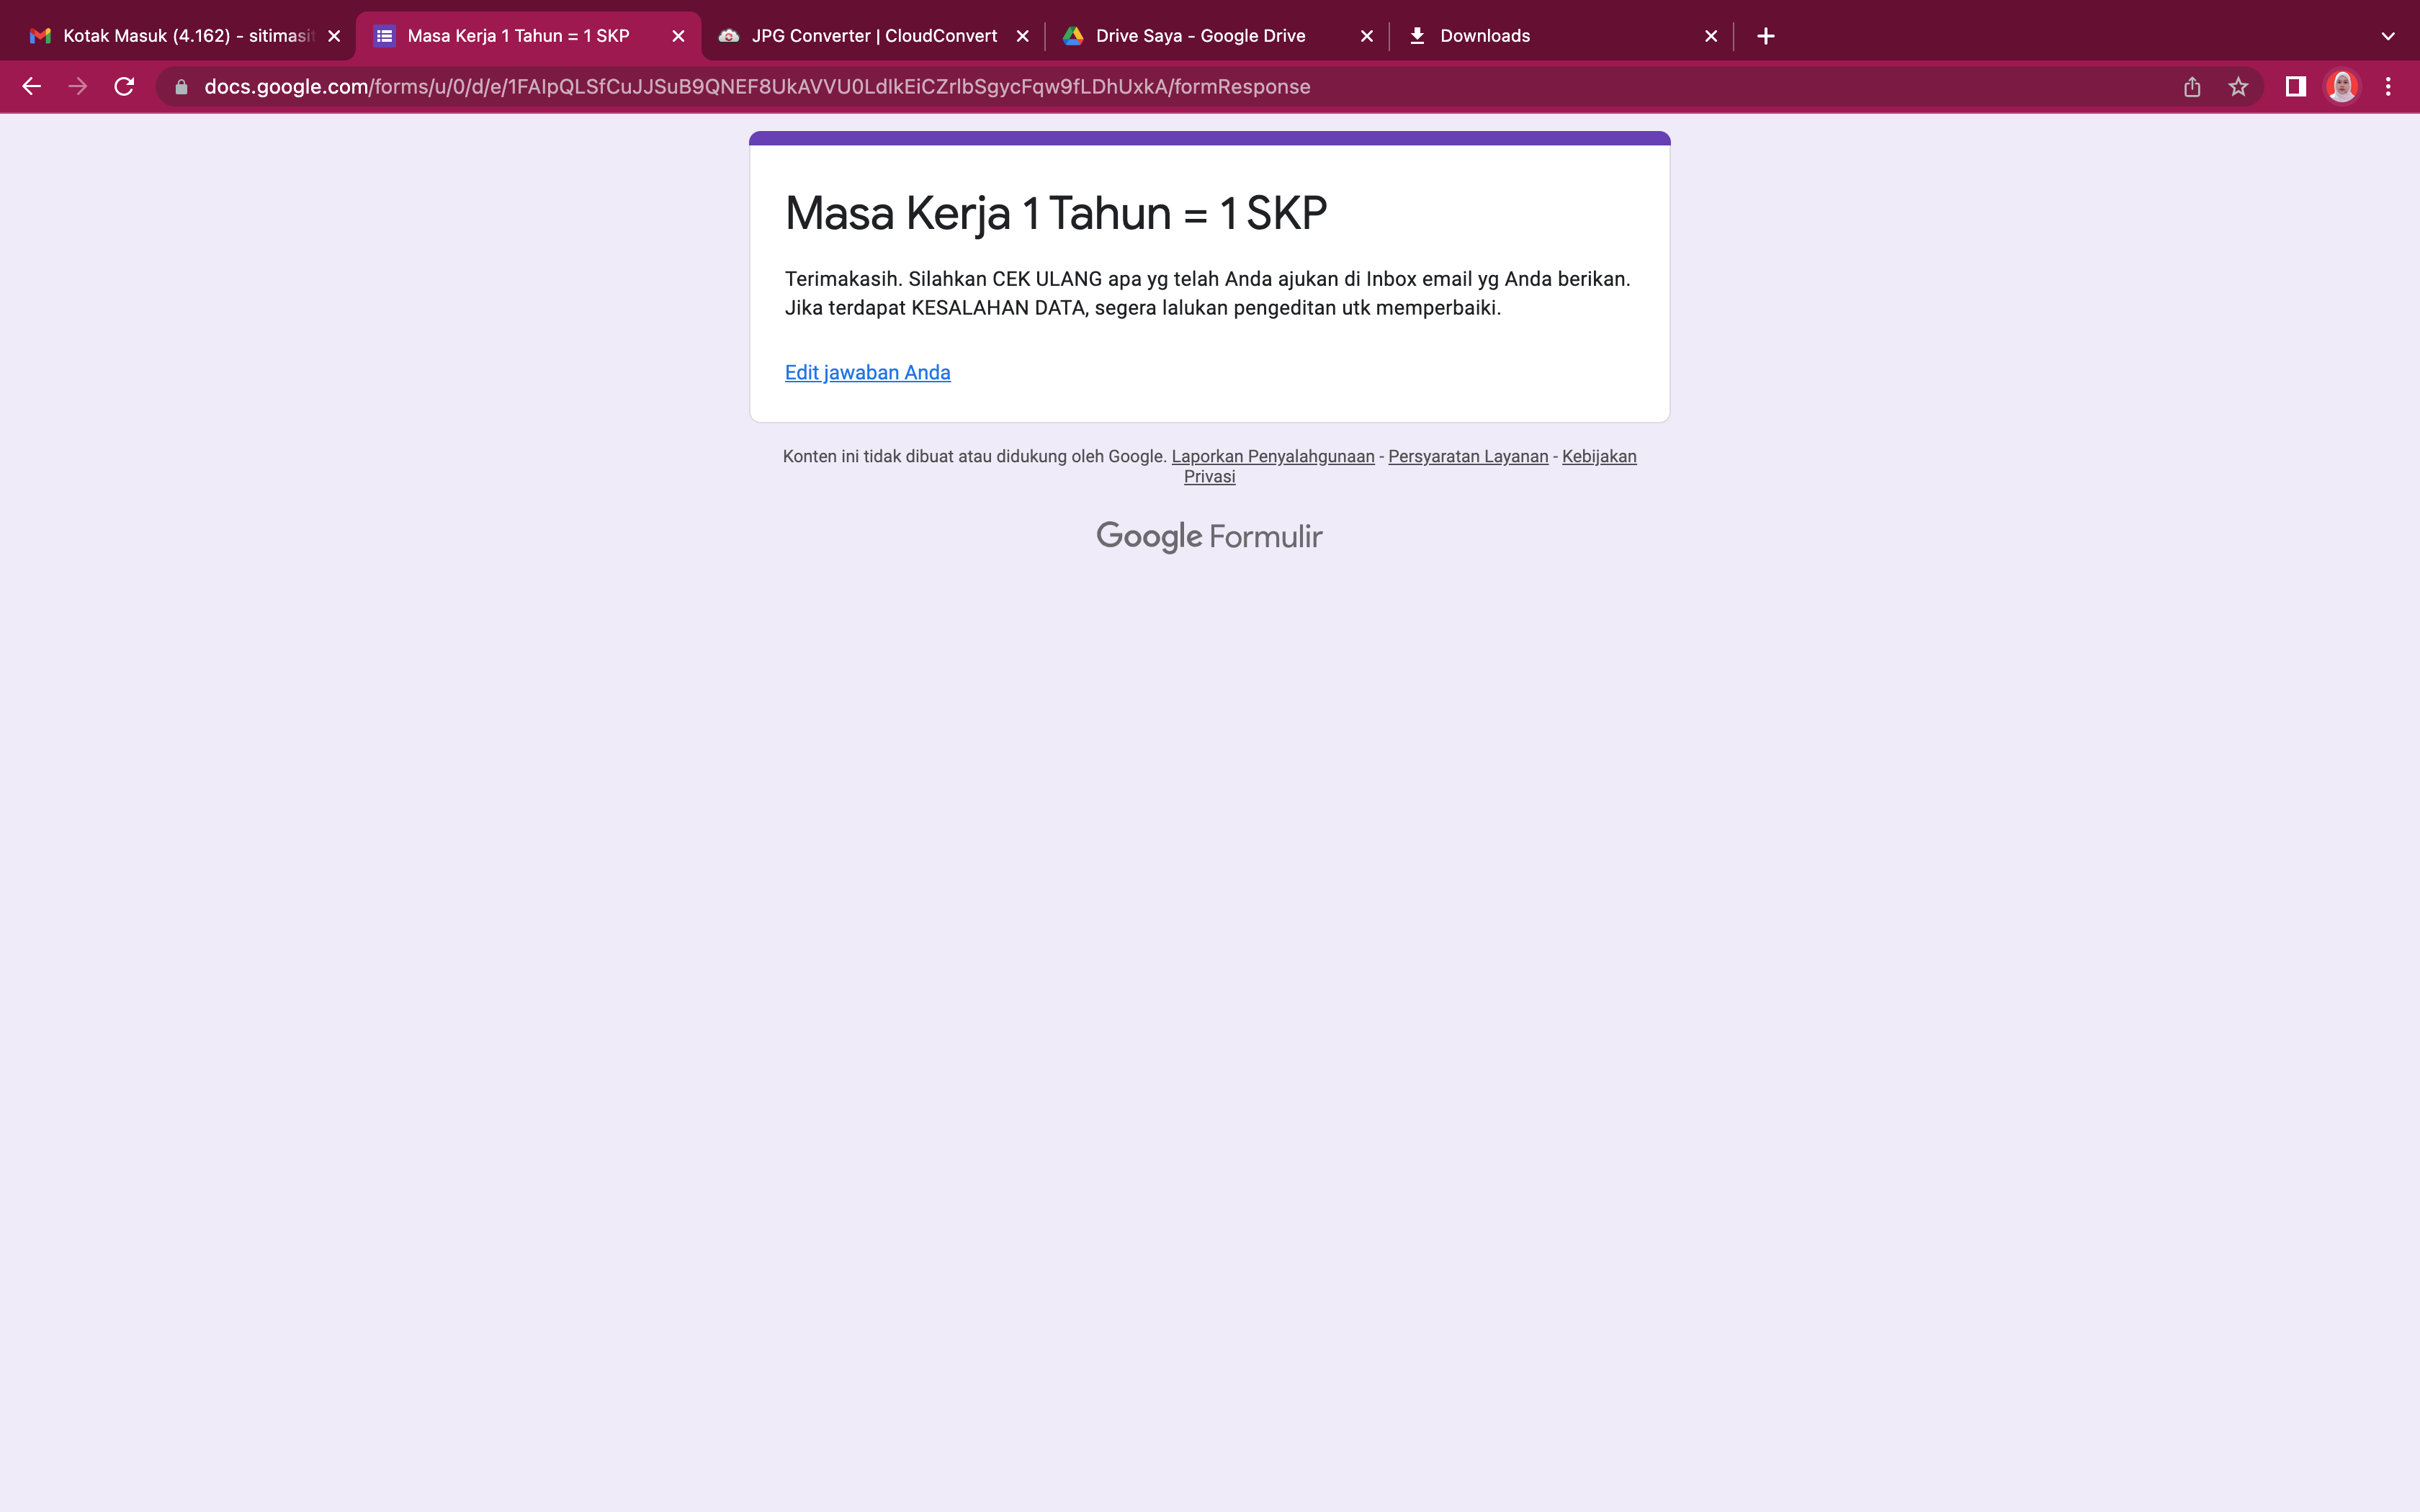 Kotak Masuk (4.162) - sitimasit
Masa Kerja 1 Tahun = 1 SKP
JPG Converter | CloudConvert
Drive Saya - Google Drive
Downloads
docs.google.com/forms/u/0/d/e/1FAIpQLSfCuJJSuB9QNEF8UkAVVU0LdIkEiCZrlbSgycFqw9fLDhUxkA/formResponse
Masa Kerja 1 Tahun = 1 SKP
Terimakasih. Silahkan CEK ULANG apa yg telah Anda ajukan di Inbox email yg Anda berikan.
Jika terdapat KESALAHAN DATA, segera lalukan pengeditan utk memperbaiki.
Edit jawaban Anda
Konten ini tidak dibuat atau didukung oleh Google. Laporkan Penyalahgunaan - Persyaratan Layanan - Kebijakan
Privasi
Google Formulir